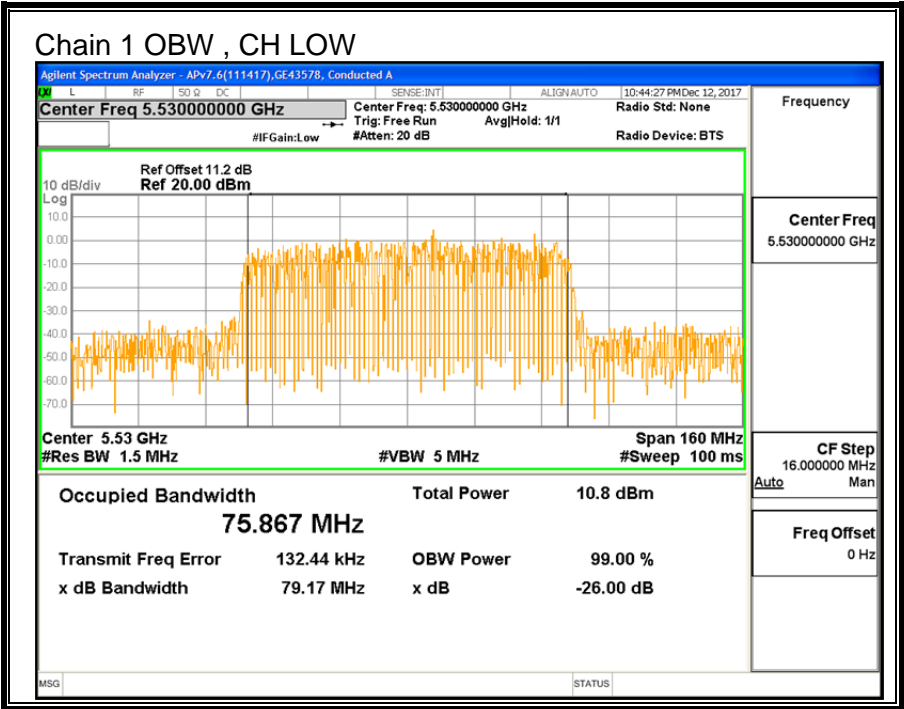 Chain 1 OBW , CH LOW
Agilent Spectrum Analyzer - APv7.6(111417),GE43578, Conducted A
LXI L RF 50 Ω DC SENSE:INT ALIGN AUTO 10:44:27 PM Dec 12, 2017
Center Freq 5.530000000 GHz
Center Freq: 5.530000000 GHz
Radio Std: None
Trig: Free Run Avg|Hold: 1/1
#IFGain:Low #Atten: 20 dB Radio Device: BTS
Ref Offset 11.2 dB
10 dB/div Ref 20.00 dBm
Log
10.0
0.00
-10.0
-20.0
-30.0
-40.0
-50.0
-60.0
-70.0
Center 5.53 GHz Span 160 MHz
#Res BW 1.5 MHz #VBW 5 MHz #Sweep 100 ms
Occupied Bandwidth Total Power 10.8 dBm
75.867 MHz
Transmit Freq Error 132.44 kHz OBW Power 99.00 %
x dB Bandwidth 79.17 MHz x dB -26.00 dB
Frequency
Center Freq
5.530000000 GHz
CF Step
16.000000 MHz
Auto Man
Freq Offset
0 Hz
MSG STATUS